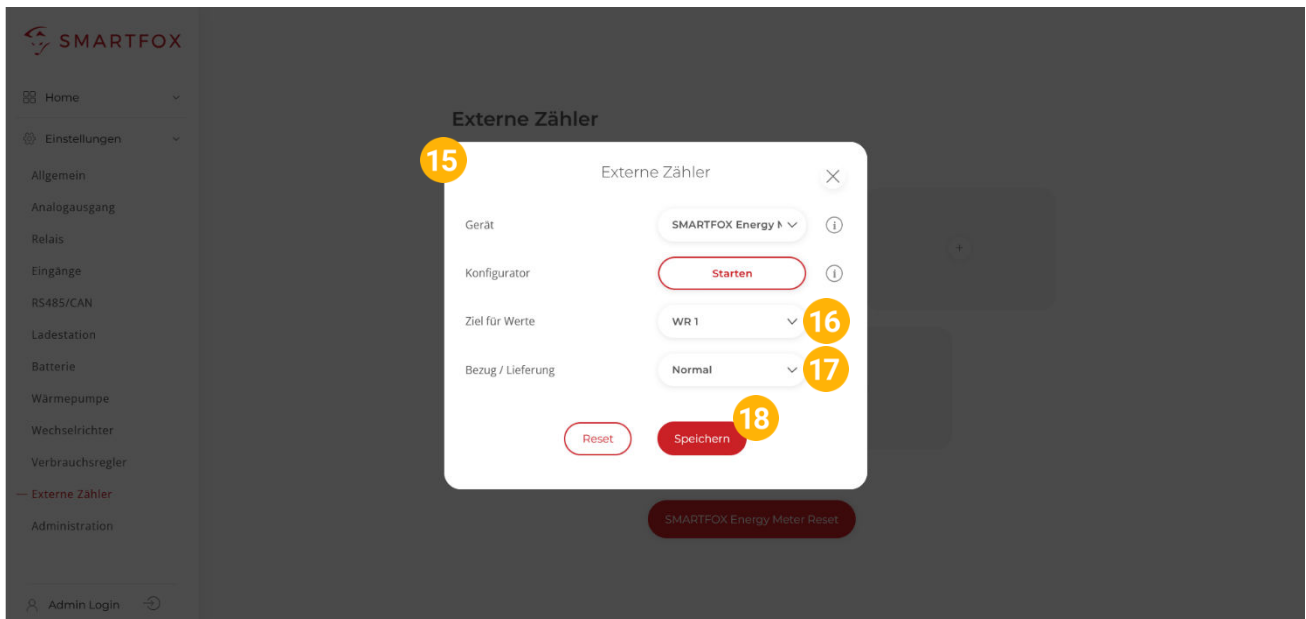 SMARTFOX
Home
Einstellungen
Allgemein
Analogausgang
Relais
Eingänge
RS485/CAN
Ladestation
Batterie
Wärmepumpe
Wechselrichter
Verbrauchsregler
Externe Zähler
Administration
Admin Login
Externe Zähler
15
Externe Zähler
Gerät
SMARTFOX Energy M
Konfigurator
Starten
Ziel für Werte
WR 1
16
Bezug / Lieferung
Normal
17
18
Reset
Speichern
SMARTFOX Energy Meter Reset